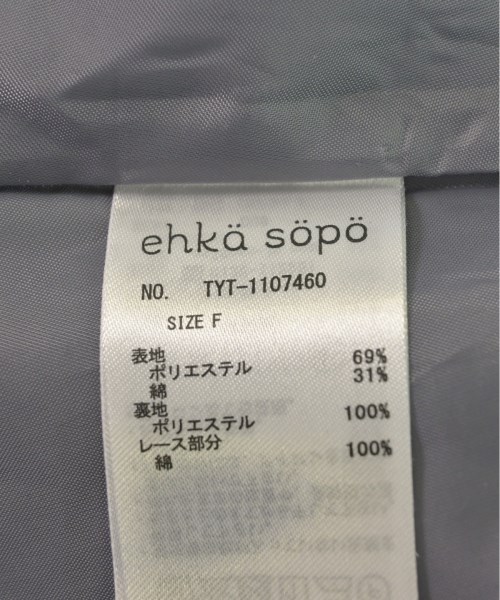 ehkä söpö
NO. TYT-1107460
SIZE F
表地
ポリエステル 69%
綿 31%
裏地
ポリエステル 100%
レース部分
綿 100%